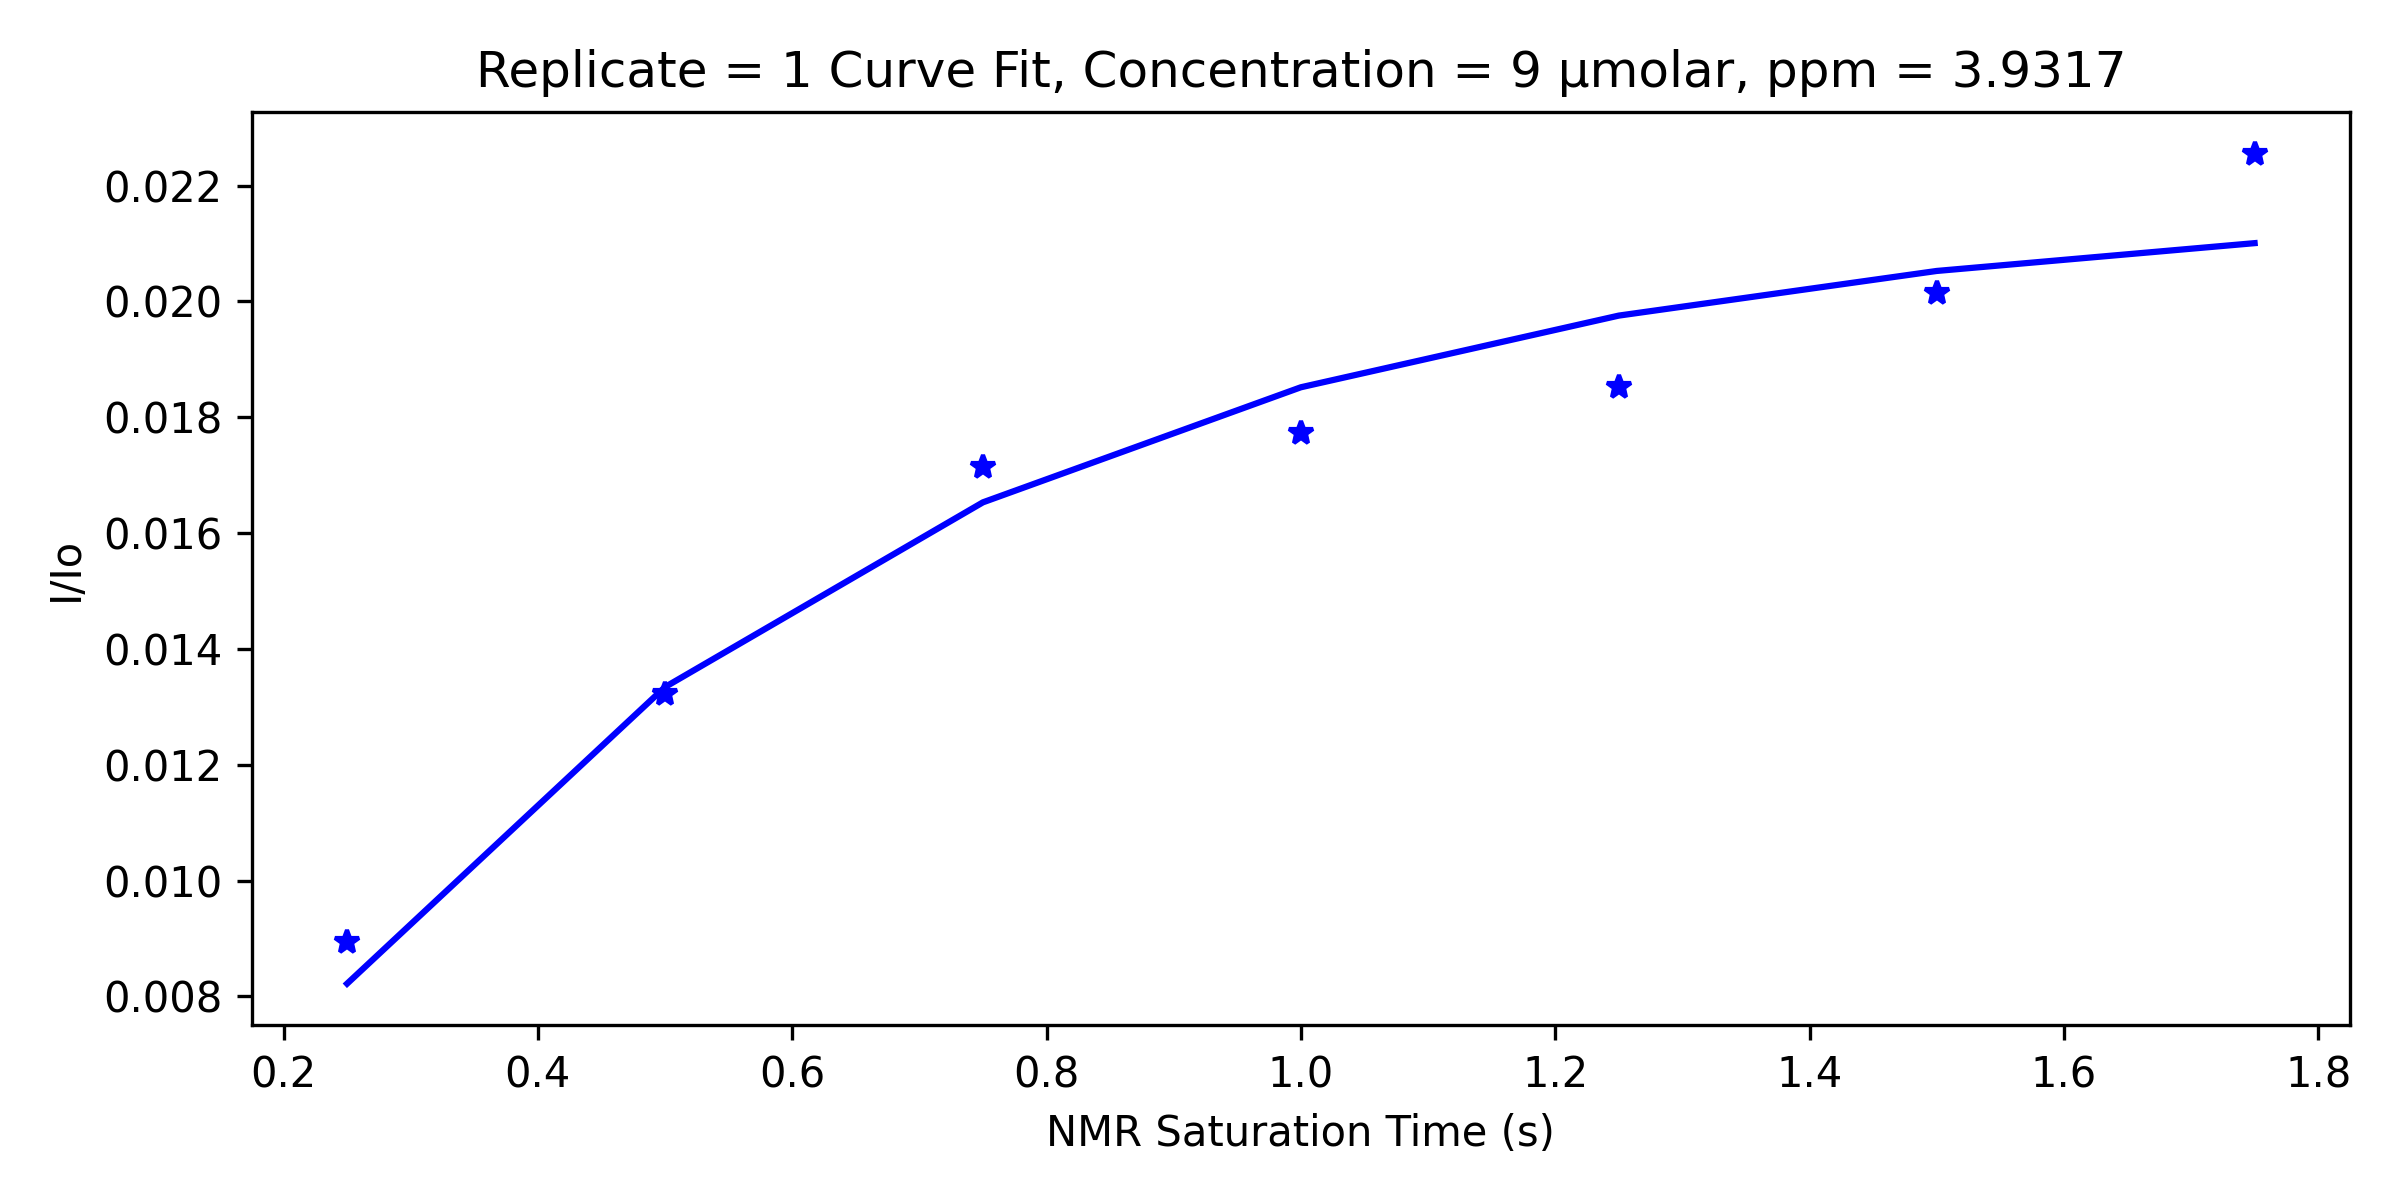 Replicate = 1 Curve Fit, Concentration = 9 μmolar, ppm = 3.9317
0.022
0.020
0.018
0.016
0.014
0.012
0.010
0.008
I/Io
0.2 0.4 0.6 0.8 1.0 1.2 1.4 1.6 1.8
NMR Saturation Time (s)